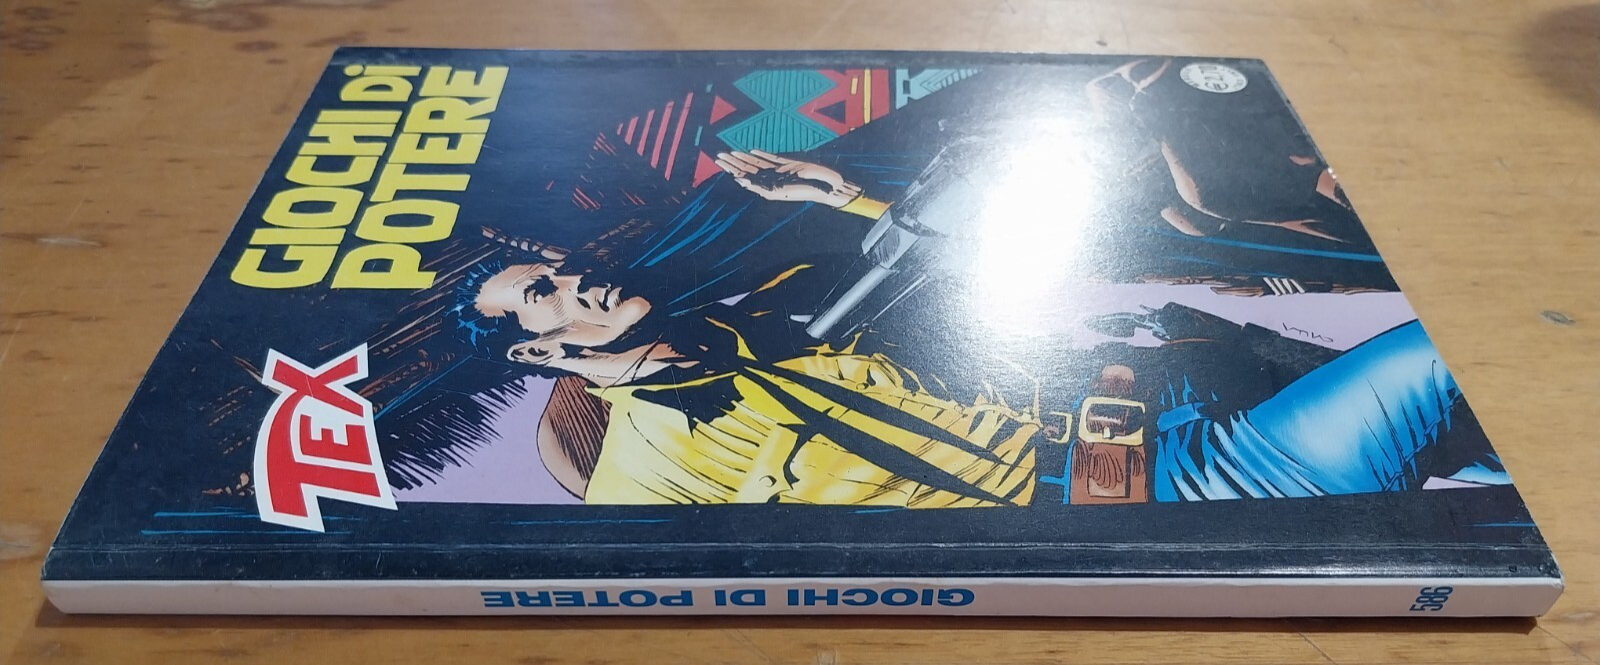 GIOCHI DI
POTERE
TEX
GIOCHI DI POTERE
586